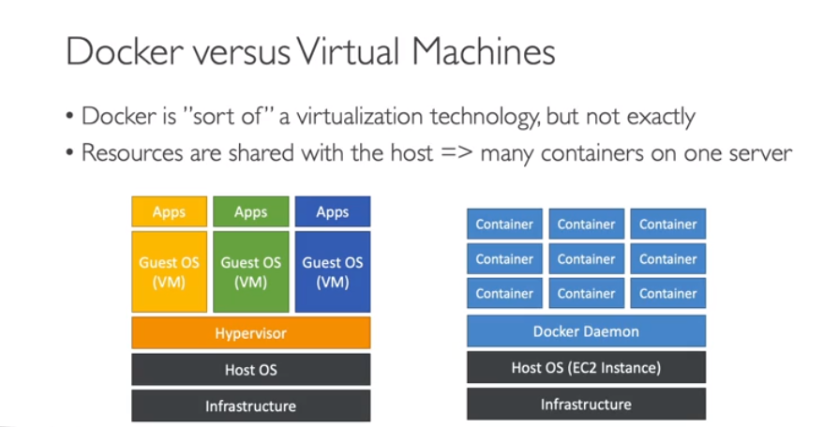 Docker versus Virtual Machines
• Docker is "sort of" a virtualization technology, but not exactly
• Resources are shared with the host => many containers on one server
Apps Apps Apps
Guest OS (VM) Guest OS (VM) Guest OS (VM)
Hypervisor
Host OS
Infrastructure
Container Container Container
Container Container Container
Container Container Container
Docker Daemon
Host OS (EC2 Instance)
Infrastructure